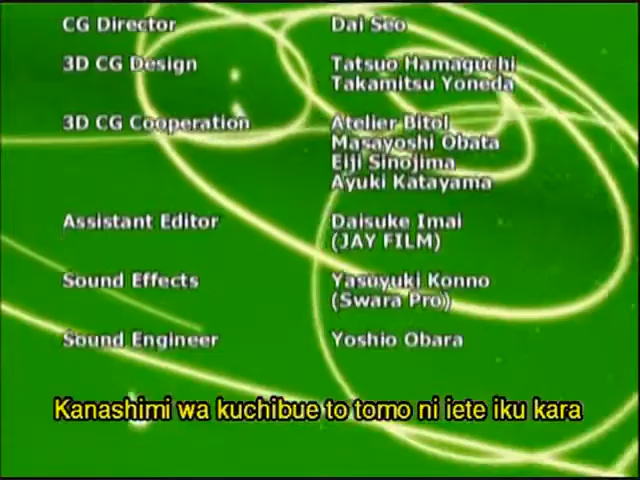 CG Director Dai Seo
3D CG Design Tatsuo Hamaguchi
Takamitsu Yoneda
3D CG Cooperation Atelier Bitol
Masayoshi Obata
Eiji Sinojima
Ayuki Katayama
Assistant Editor Daisuke Imai
(JAY FILM)
Sound Effects Yasuyuki Konno
(Swara Pro)
Sound Engineer Yoshio Obara
Kanashimi wa kuchibue to tomo ni iete iku kara